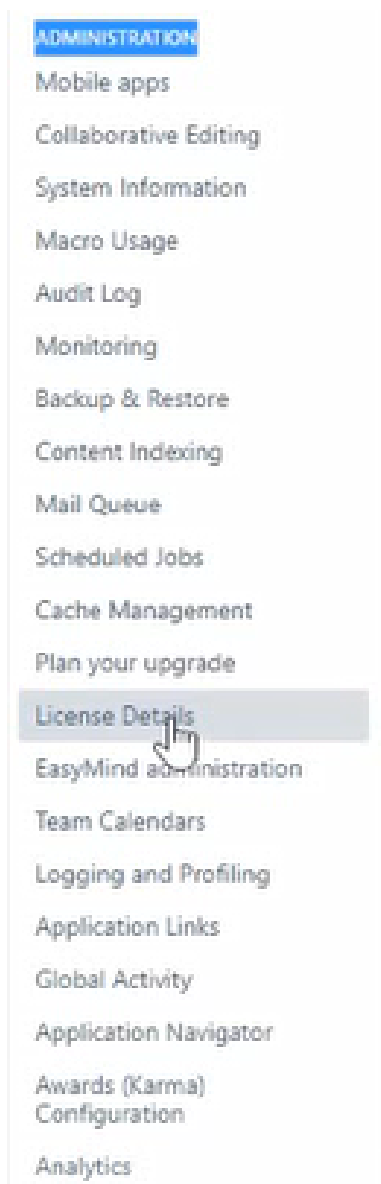 ADMINISTRATION
Mobile apps
Collaborative Editing
System Information
Macro Usage
Audit Log
Monitoring
Backup & Restore
Content Indexing
Mail Queue
Scheduled Jobs
Cache Management
Plan your upgrade
License Details
EasyMind administration
Team Calendars
Logging and Profiling
Application Links
Global Activity
Application Navigator
Awards (Karma)
Configuration
Analytics